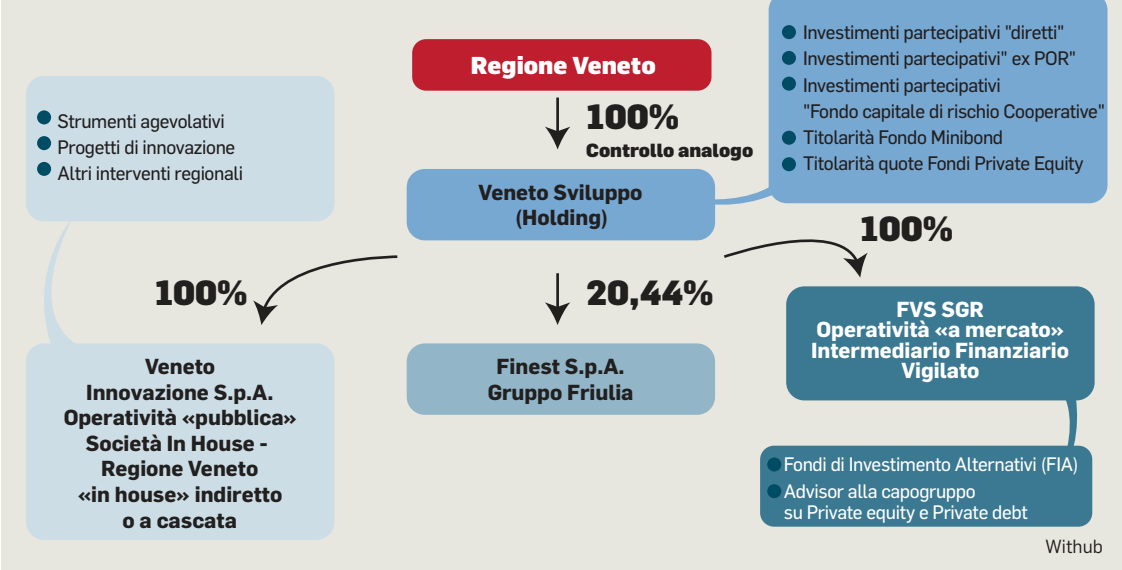 Regione Veneto
100%
Controllo analogo
Veneto Sviluppo
(Holding)
Investimenti partecipativi "diretti"
Investimenti partecipativi" ex POR"
Investimenti partecipativi
"Fondo capitale di rischio Cooperative"
Titolarità Fondo Minibond
Titolarità quote Fondi Private Equity
Strumenti agevolativi
Progetti di innovazione
Altri interventi regionali
100%
20,44%
100%
Veneto
Innovazione S.p.A.
Operatività «pubblica»
Società In House -
Regione Veneto
«in house» indiretto
o a cascata
Finest S.p.A.
Gruppo Friulia
FVS SGR
Operatività «a mercato»
Intermediario Finanziario
Vigilato
Fondi di Investimento Alternativi (FIA)
Advisor alla capogruppo
su Private equity e Private debt
Withub